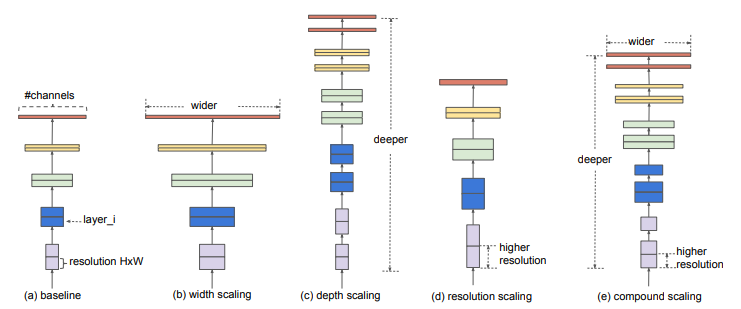 #channels
layer_i
resolution HxW
(a) baseline
wider
(b) width scaling
deeper
(c) depth scaling
higher
resolution
(d) resolution scaling
wider
deeper
higher
resolution
(e) compound scaling